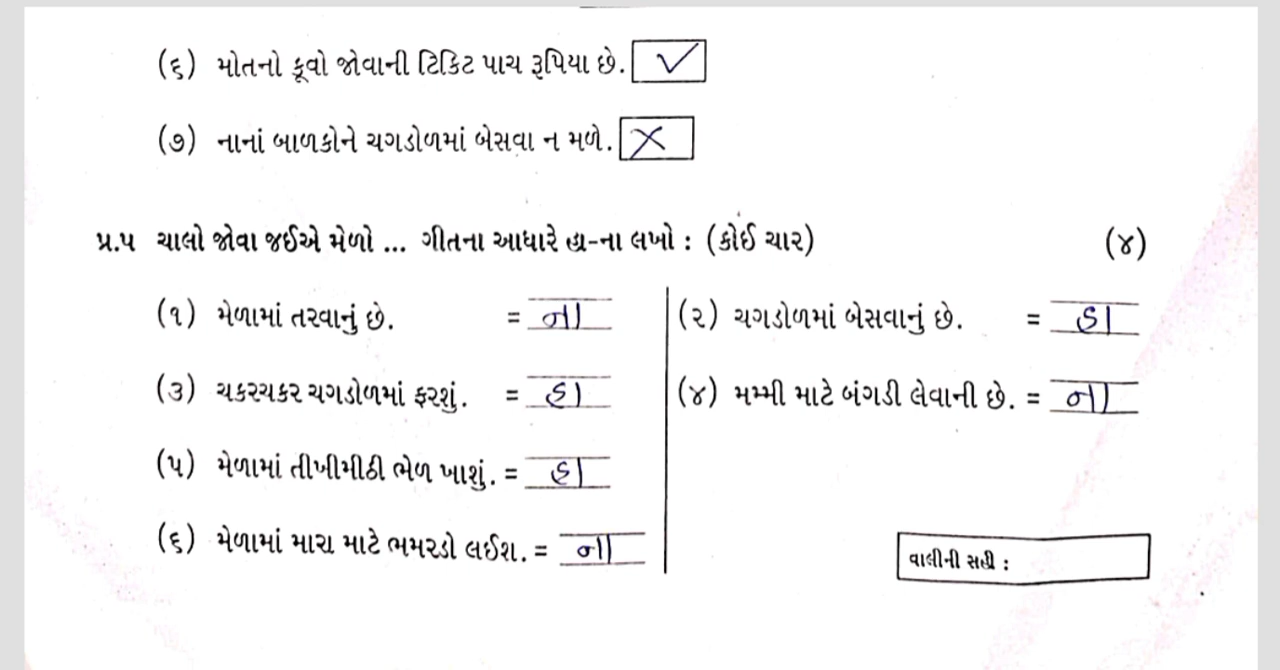 (૬) મોતનો કૂવો જોવાની ટિકિટ પાચ રૂપિયા છે. ✓
(૭) નાનાં બાળકોને ચગડોળમાં બેસવા ન મળે. ✗
પ્ર.૫ ચાલો જોવા જઈએ મેળો ... ગીતના આધારે હા-ના લખો : (કોઈ ચાર) (૪)
(૧) મેળામાં તરવાનું છે. = ના
(૨) ચગડોળમાં બેસવાનું છે. = હા
(૩) ચકરચકર ચગડોળમાં ફરશું. = હા
(૪) મમ્મી માટે બંગડી લેવાની છે. = ના
(૫) મેળામાં તીખીમીઠી ભેળ ખાશું. = હા
(૬) મેળામાં મારા માટે ભમરડો લઈશ. = ના
વાલીની સહી :